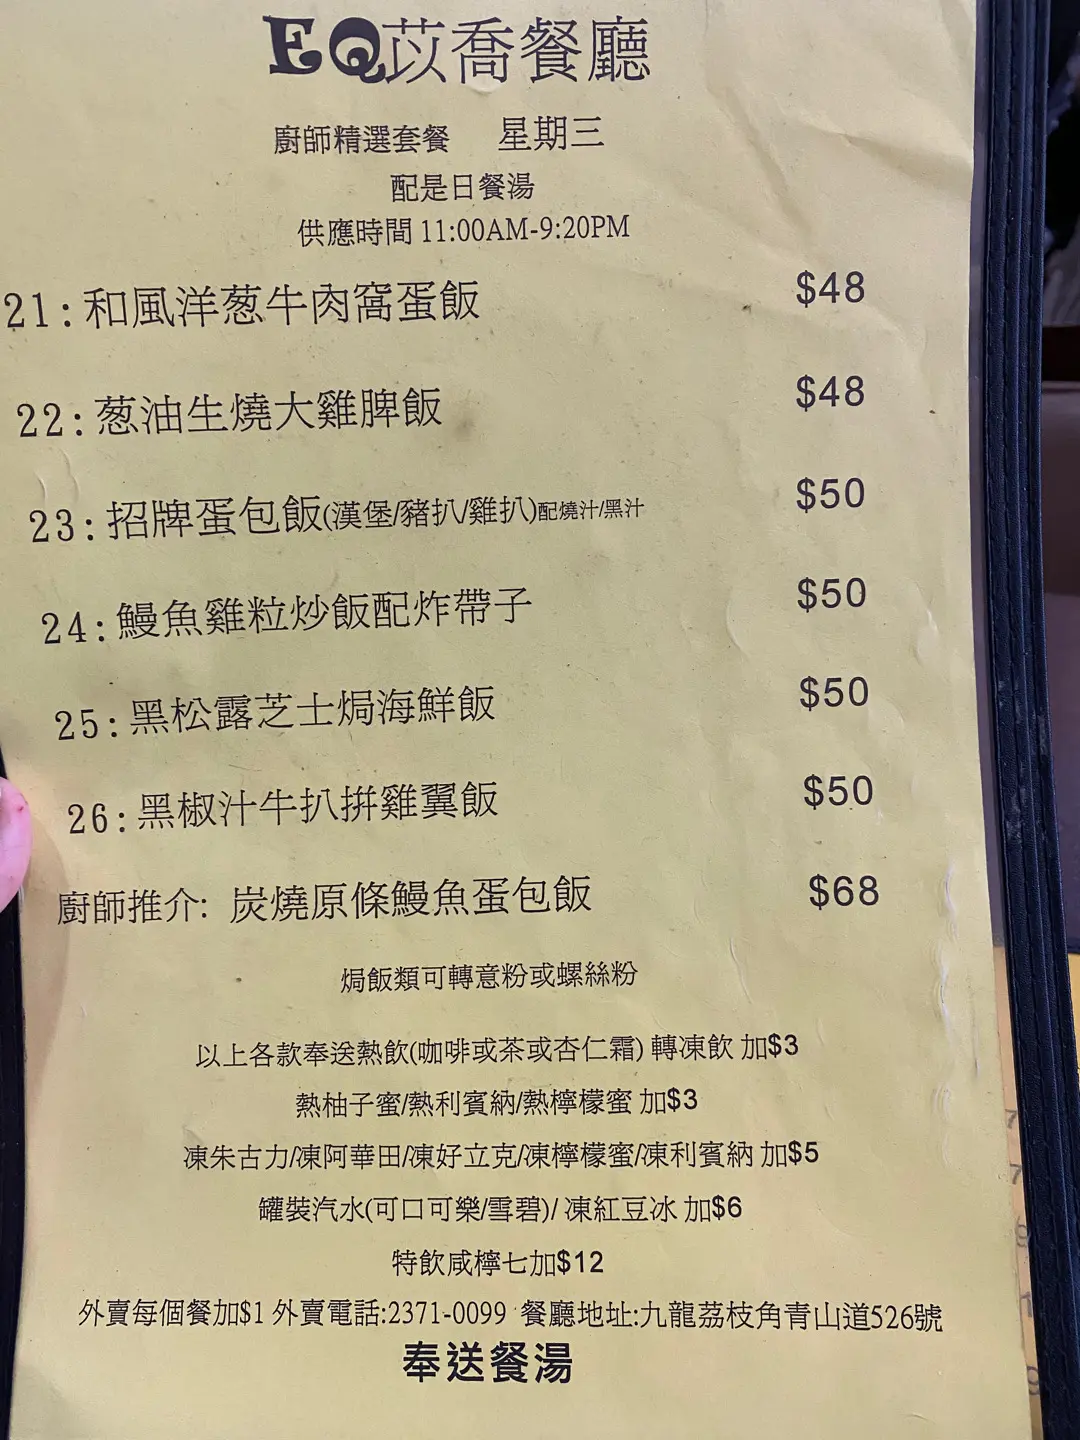 EQ苡喬餐廳
廚師精選套餐 星期三
配是日餐湯
供應時間 11:00AM-9:20PM
21:和風洋葱牛肉窩蛋飯 $48
22:葱油生燒大雞脾飯 $48
23:招牌蛋包飯(漢堡/豬扒/雞扒)配燒汁/黑汁 $50
24:鰻魚雞粒炒飯配炸帶子 $50
25:黑松露芝士焗海鮮飯 $50
26:黑椒汁牛扒拼雞翼飯 $50
廚師推介: 炭燒原條鰻魚蛋包飯 $68
焗飯類可轉意粉或螺絲粉
以上各款奉送熱飲(咖啡或茶或杏仁霜) 轉凍飲 加$3
熱柚子蜜/熱利賓納/熱檸檬蜜 加$3
凍朱古力/凍阿華田/凍好立克/凍檸檬蜜/凍利賓納 加$5
罐裝汽水(可口可樂/雪碧)/ 凍紅豆冰 加$6
特飲咸檸七加$12
外賣每個餐加$1 外賣電話:2371-0099 餐廳地址:九龍荔枝角青山道526號
奉送餐湯